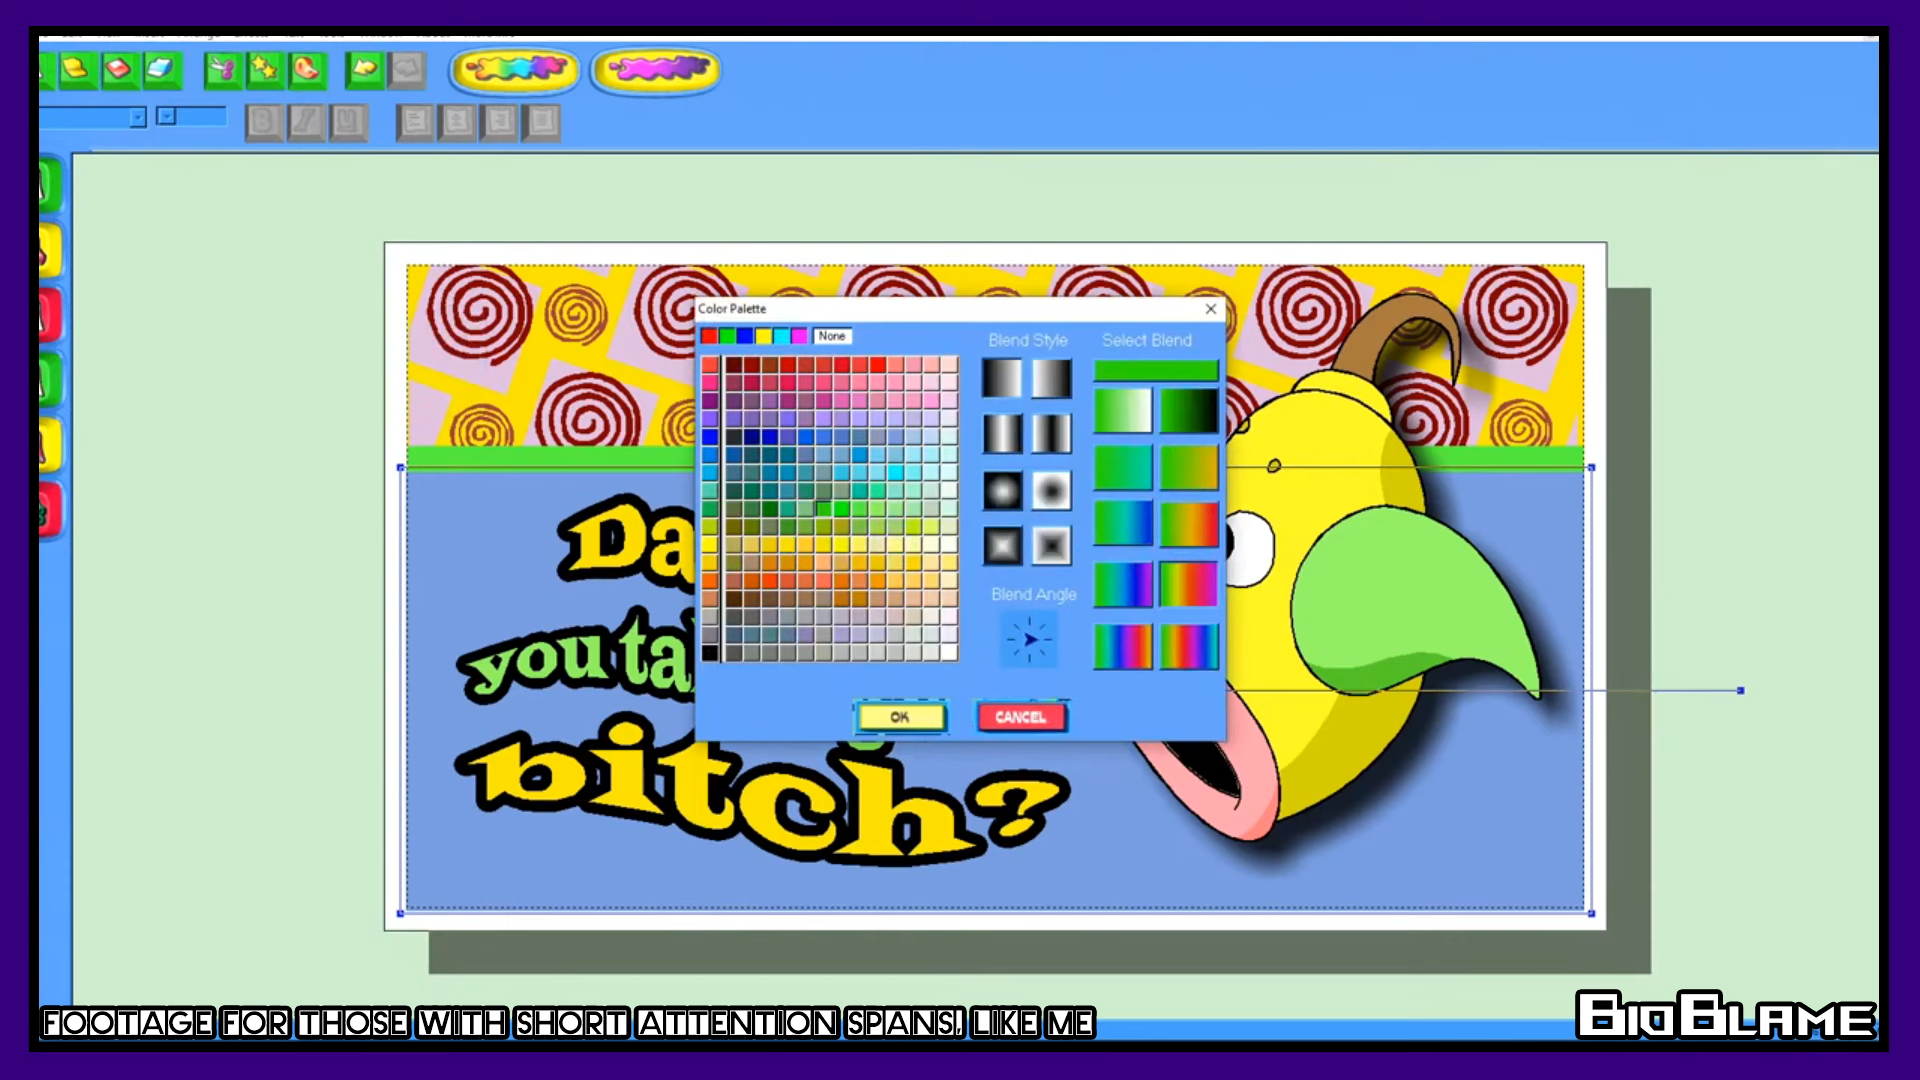 Color Palette
None
Blend Style
Select Blend
Da
you ta
Blend Angle
OK
CANCEL
bitch?
FOOTAGE FOR THOSE WITH SHORT ATTENTION SPANS, LIKE ME
BIOBLAME